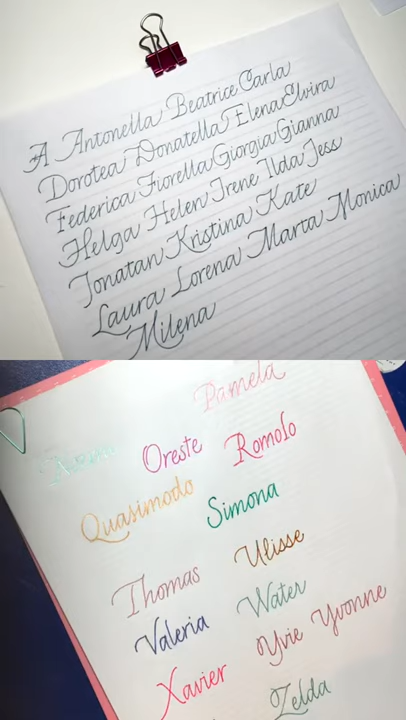 A Antonella Beatrice Carla
Dorotea Donatella Elena Elvira
Federica Fiorella Giorgia Gianna
Helga Helen Irene Ilda Jess
Jonatan Kristina Kate
Laura Lorena Marta Monica
Milena
Pamela
Oreste Romolo
Quasimodo
Simona
Thomas Ulisse
Valeria Water
Xavier Yvie Yvonne
Zelda